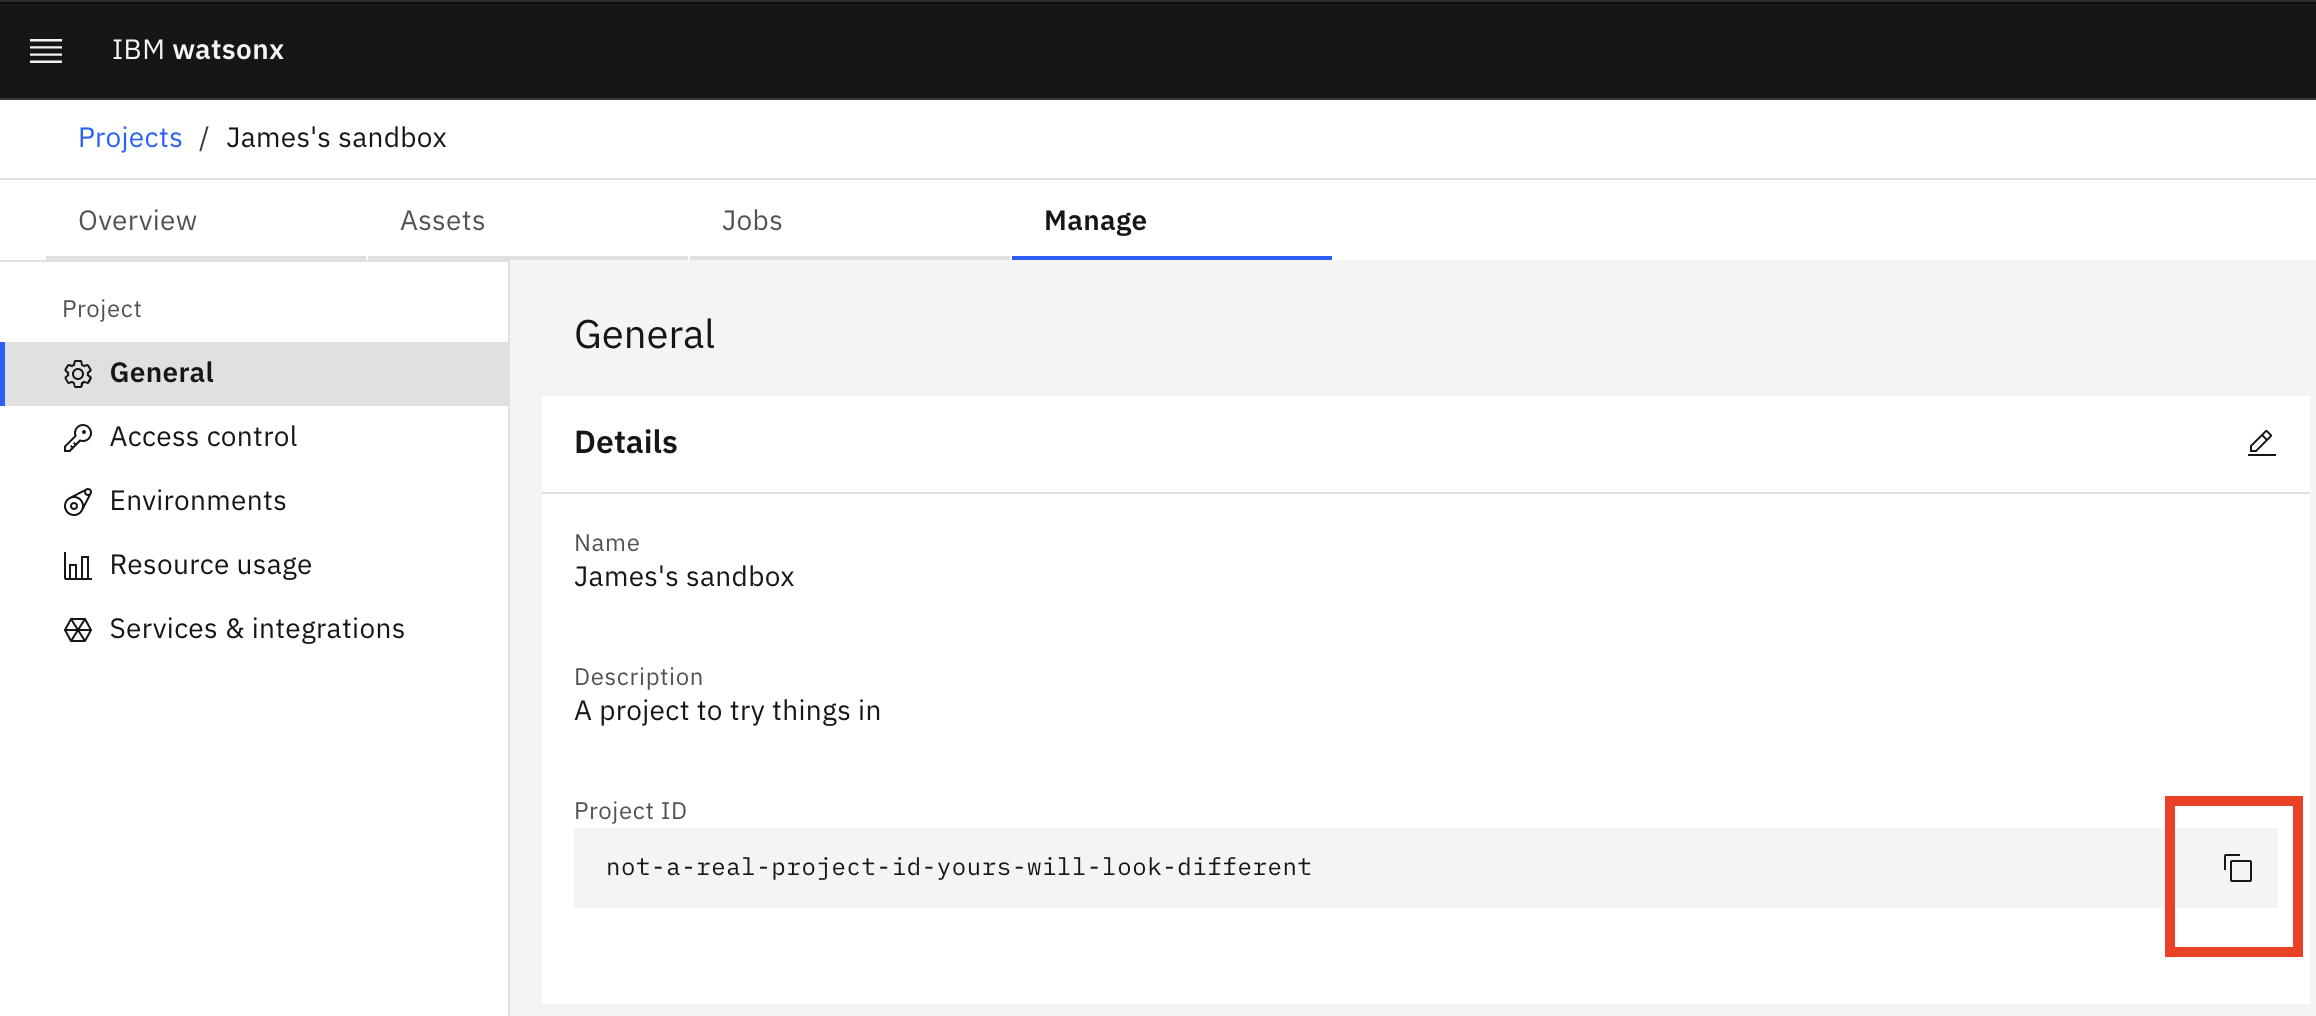 IBM watsonx
Projects / James's sandbox
Overview Assets Jobs Manage
Project
General
Access control
Environments
Resource usage
Services & integrations
General
Details
Name
James's sandbox
Description
A project to try things in
Project ID
not-a-real-project-id-yours-will-look-different